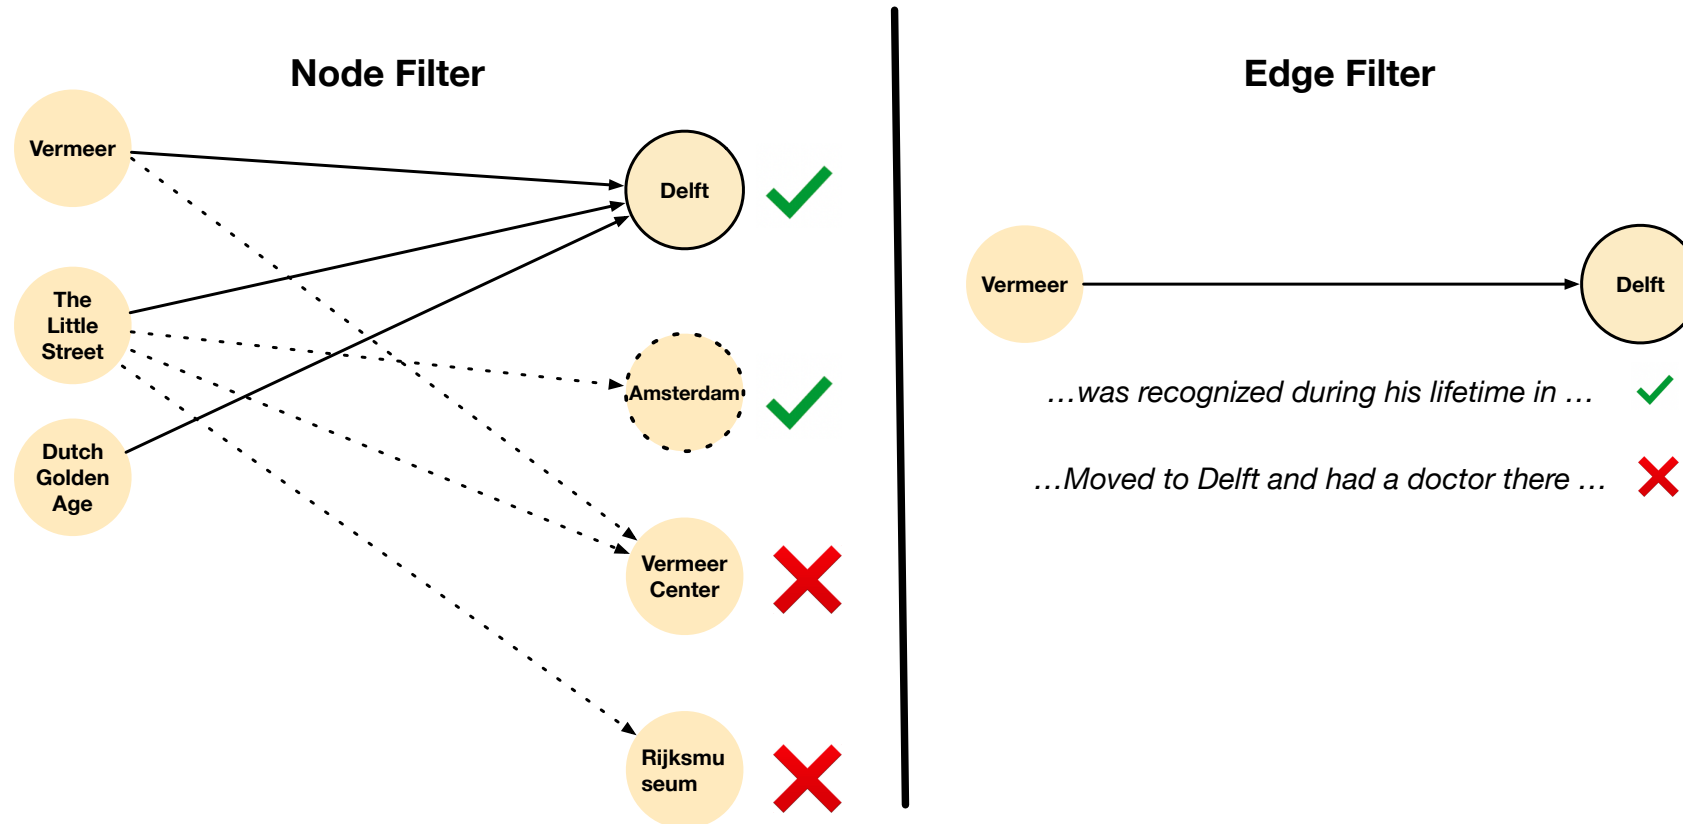 Node Filter
Vermeer
The
Little
Street
Dutch
Golden
Age
Delft
Amsterdam
Vermeer
Center
Rijksmu
seum
Edge Filter
Vermeer
Delft
...was recognized during his lifetime in ...
...Moved to Delft and had a doctor there ...